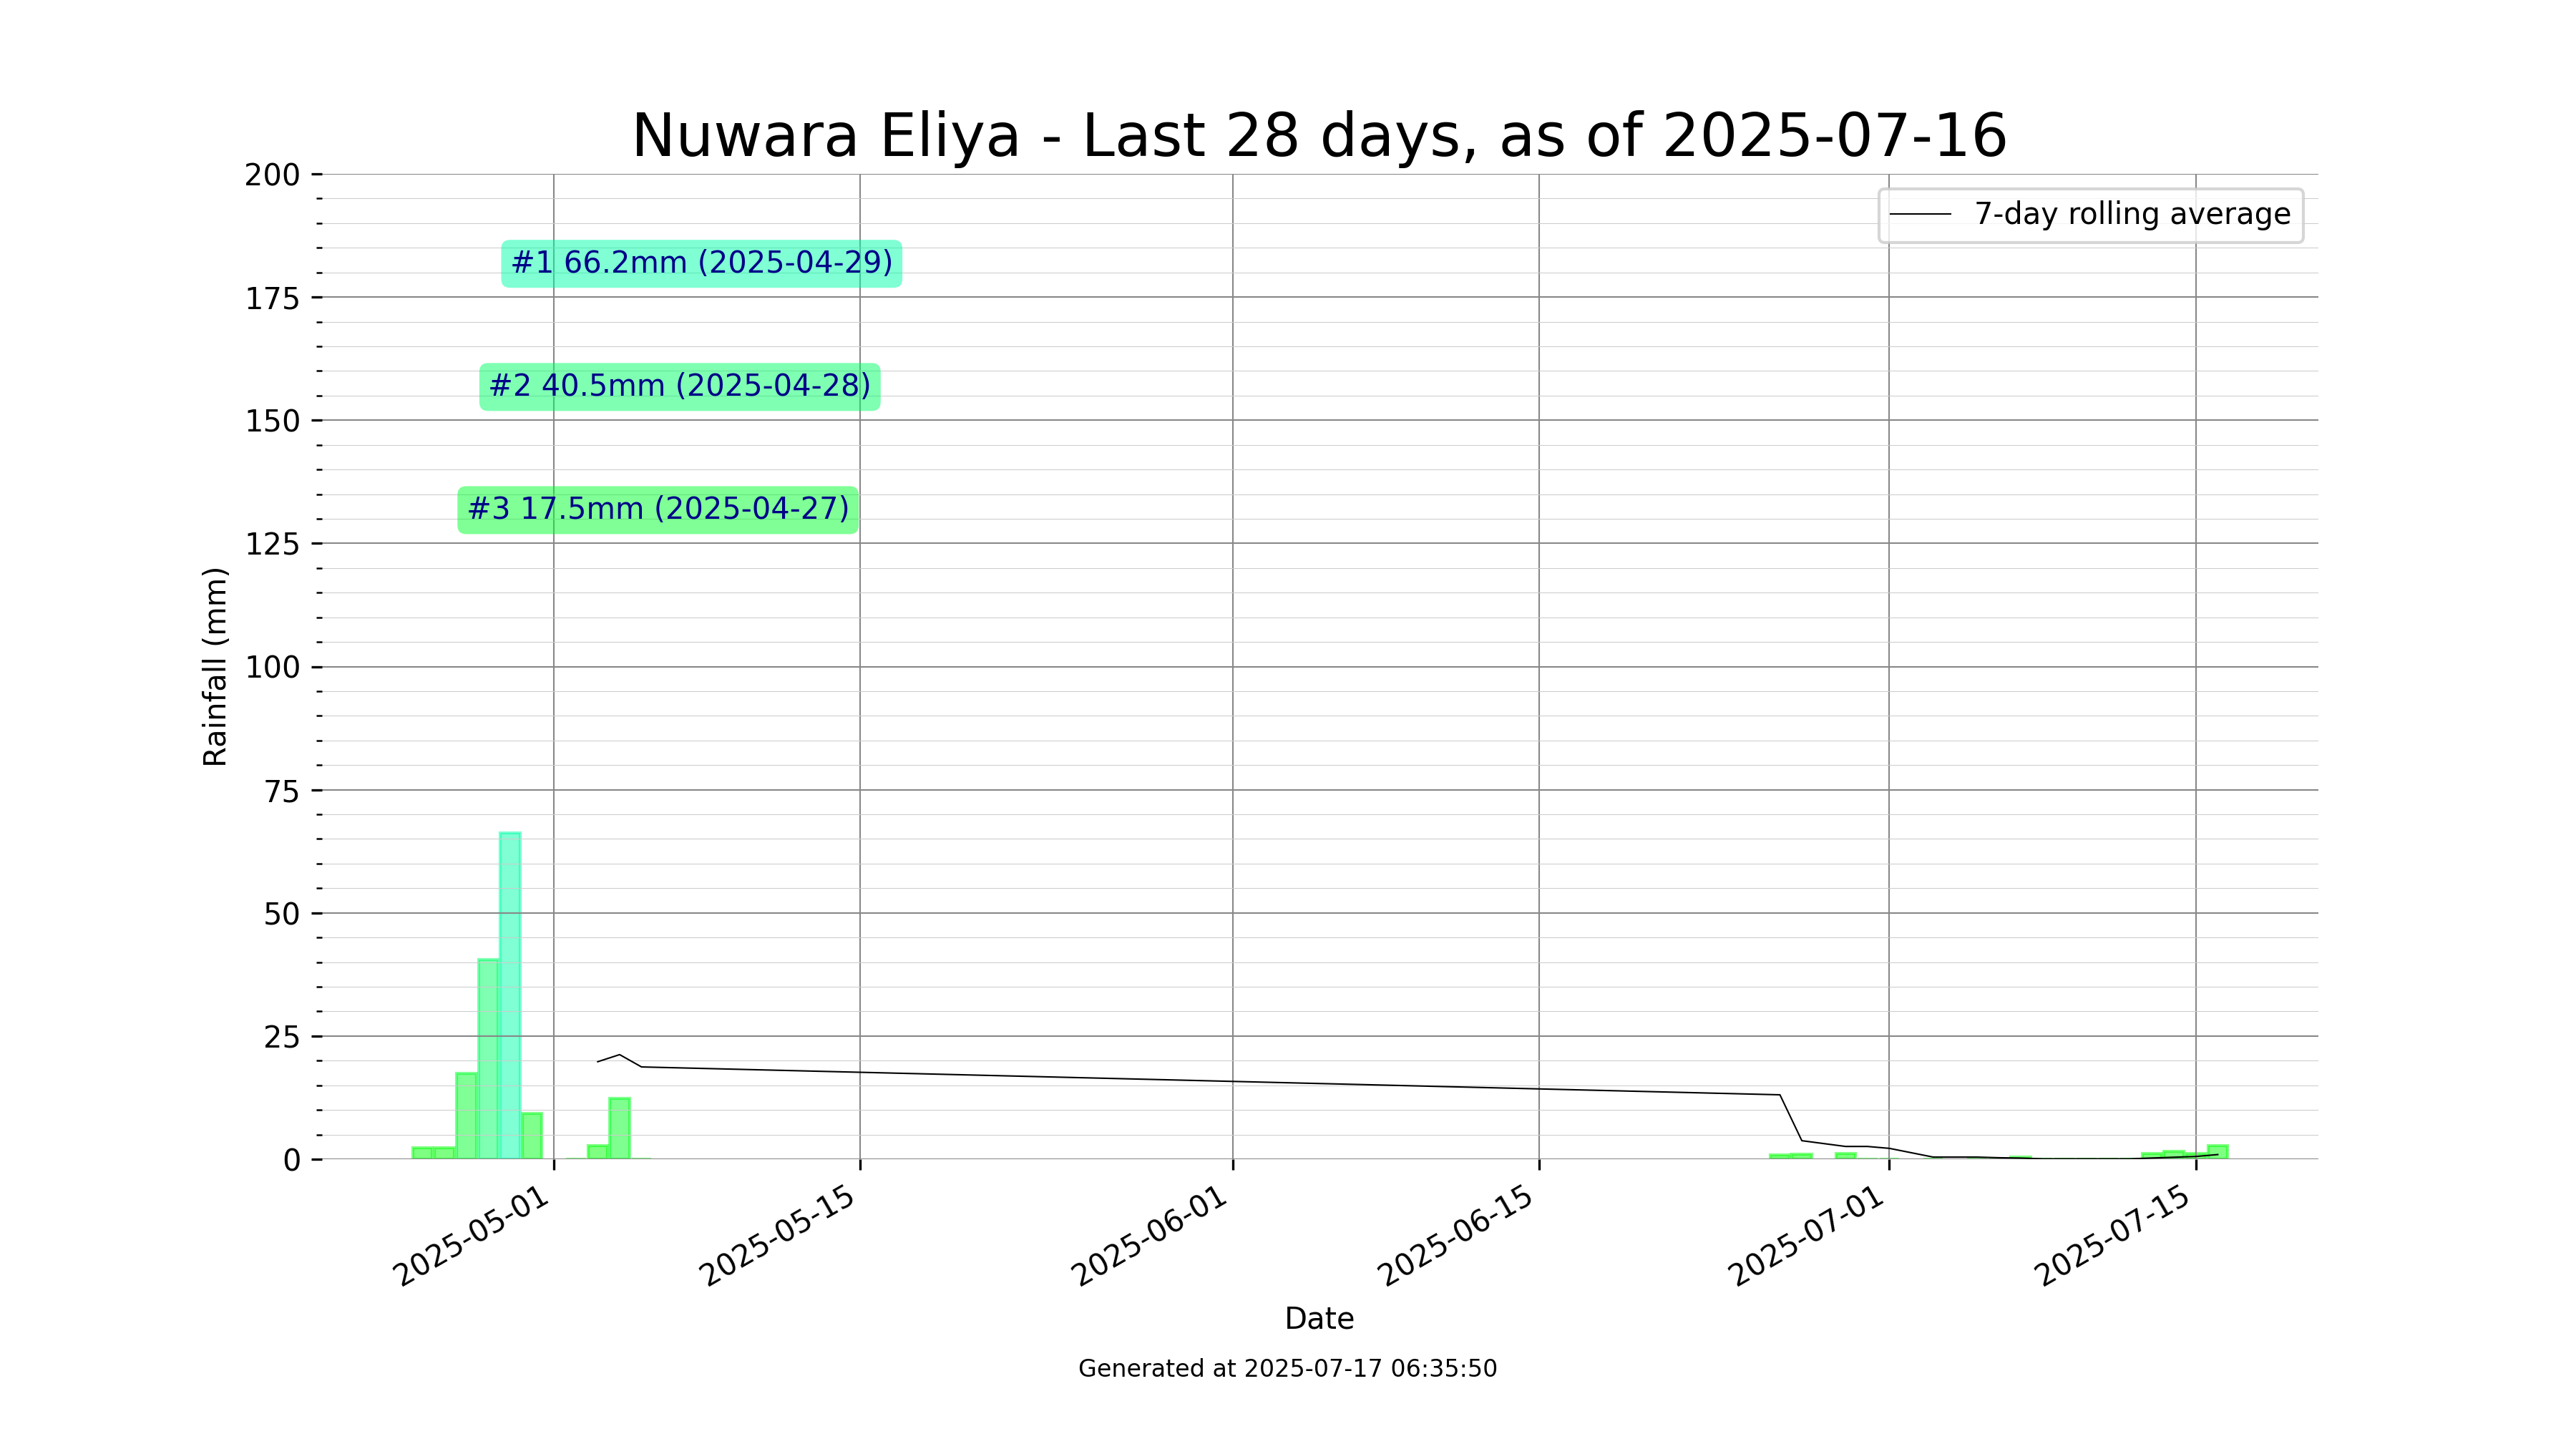 Nuwara Eliya - Last 28 days, as of 2025-07-16
7-day rolling average
#1 66.2mm (2025-04-29)
#2 40.5mm (2025-04-28)
#3 17.5mm (2025-04-27)
Rainfall (mm)
200
175
150
125
100
75
50
25
0
2025-05-01
2025-05-15
2025-06-01
2025-06-15
2025-07-01
2025-07-15
Date
Generated at 2025-07-17 06:35:50